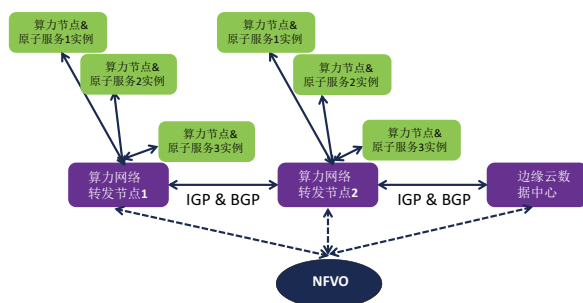 算力节点&
原子服务1实例
算力节点&
原子服务1实例
算力节点&
原子服务2实例
算力节点&
原子服务2实例
算力节点&
原子服务3实例
算力节点&
原子服务3实例
算力网络
转发节点1
IGP & BGP
算力网络
转发节点2
IGP & BGP
边缘云数
据中心
NFVO